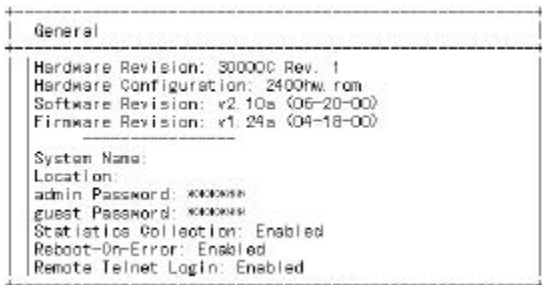 General
Hardware Revision: 30000C Rev. 1
Hardware Configuration: 2400hw.rom
Software Revision: v2.10a (06-20-00)
Firmware Revision: v1.24a (04-18-00)
System Name:
Location:
admin Password: ********
guest Password: ********
Statistics Collection: Enabled
Reboot-On-Error: Enabled
Remote Telnet Login: Enabled